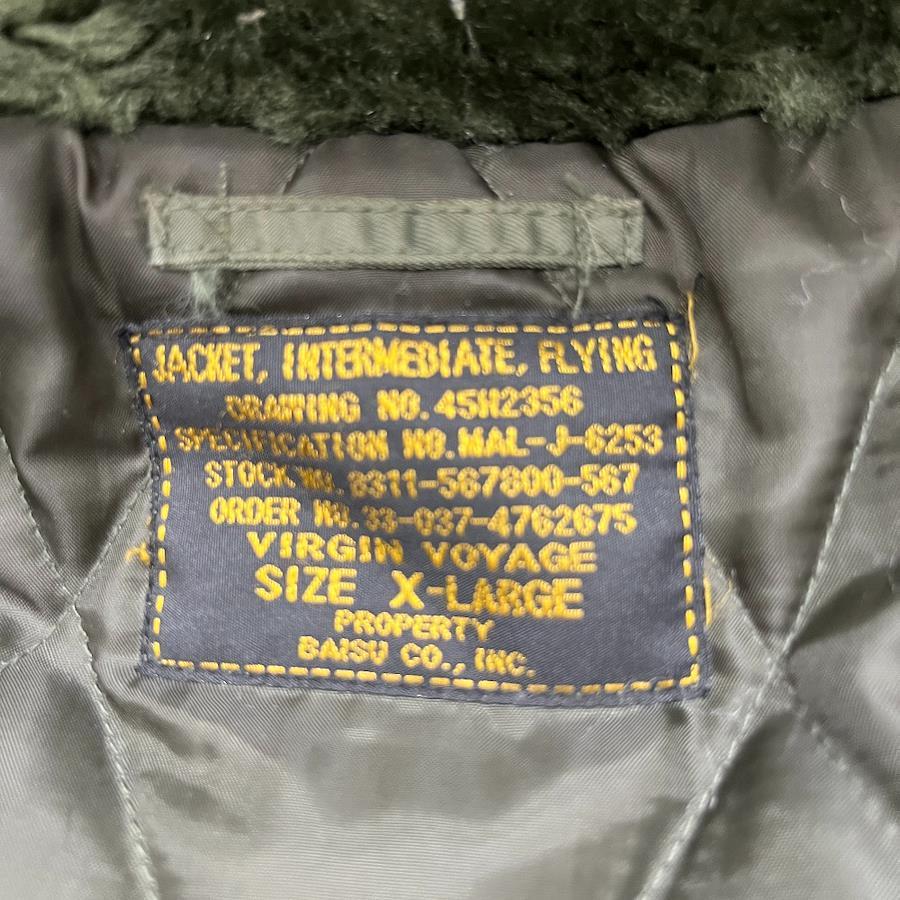 JACKET, INTERMEDIATE, FLYING
DRAWING NO. 45H2356
SPECIFICATION NO. MAL-J-6253
STOCK NO. 8311-567800-567
ORDER NO. 33-037-4762675
VIRGIN VOYAGE
SIZE X-LARGE
PROPERTY
BAISU CO., INC.